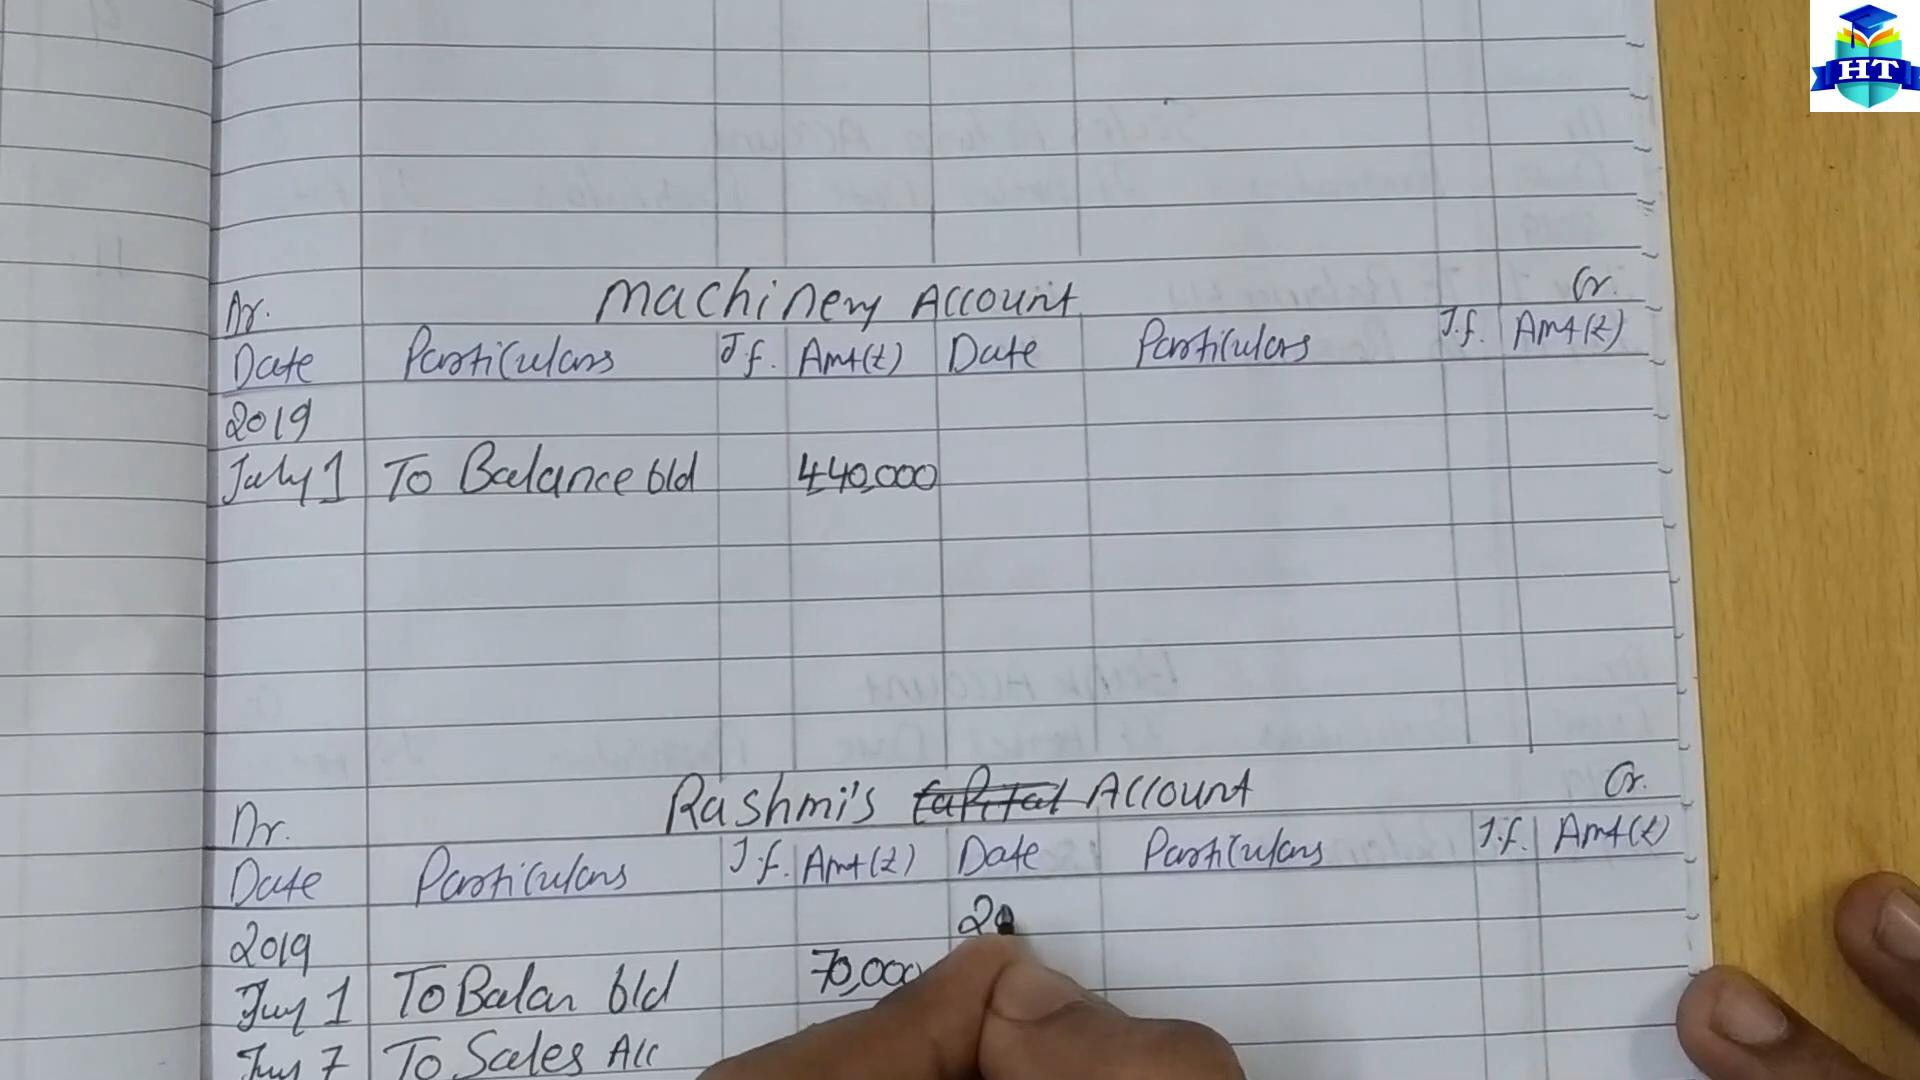 HT
Dr. Machinery Account Cr.
Date Particulars J.f. Amt(₹) Date Particulars J.f. Amt(₹)
2019
July 1 To Balance b/d 440,000
Dr. Rashmi's Capital Account Cr.
Date Particulars J.f. Amt(₹) Date Particulars J.f. Amt(₹)
2019
July 1 To Balan b/d 70,000
July 7 To Sales A/c